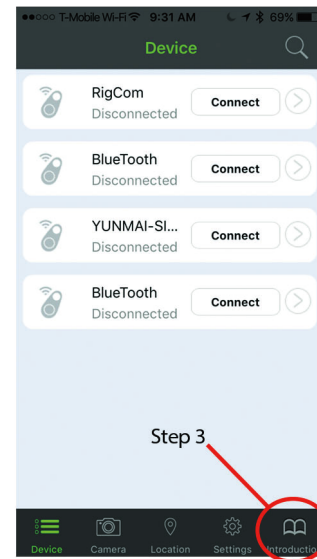 ●●○○○ T-Mobile Wi-Fi 9:31 AM 69%
Device
RigCom
Disconnected
Connect
BlueTooth
Disconnected
Connect
YUNMAI-SI...
Disconnected
Connect
BlueTooth
Disconnected
Connect
Step 3
Device Camera Location Settings Introductio